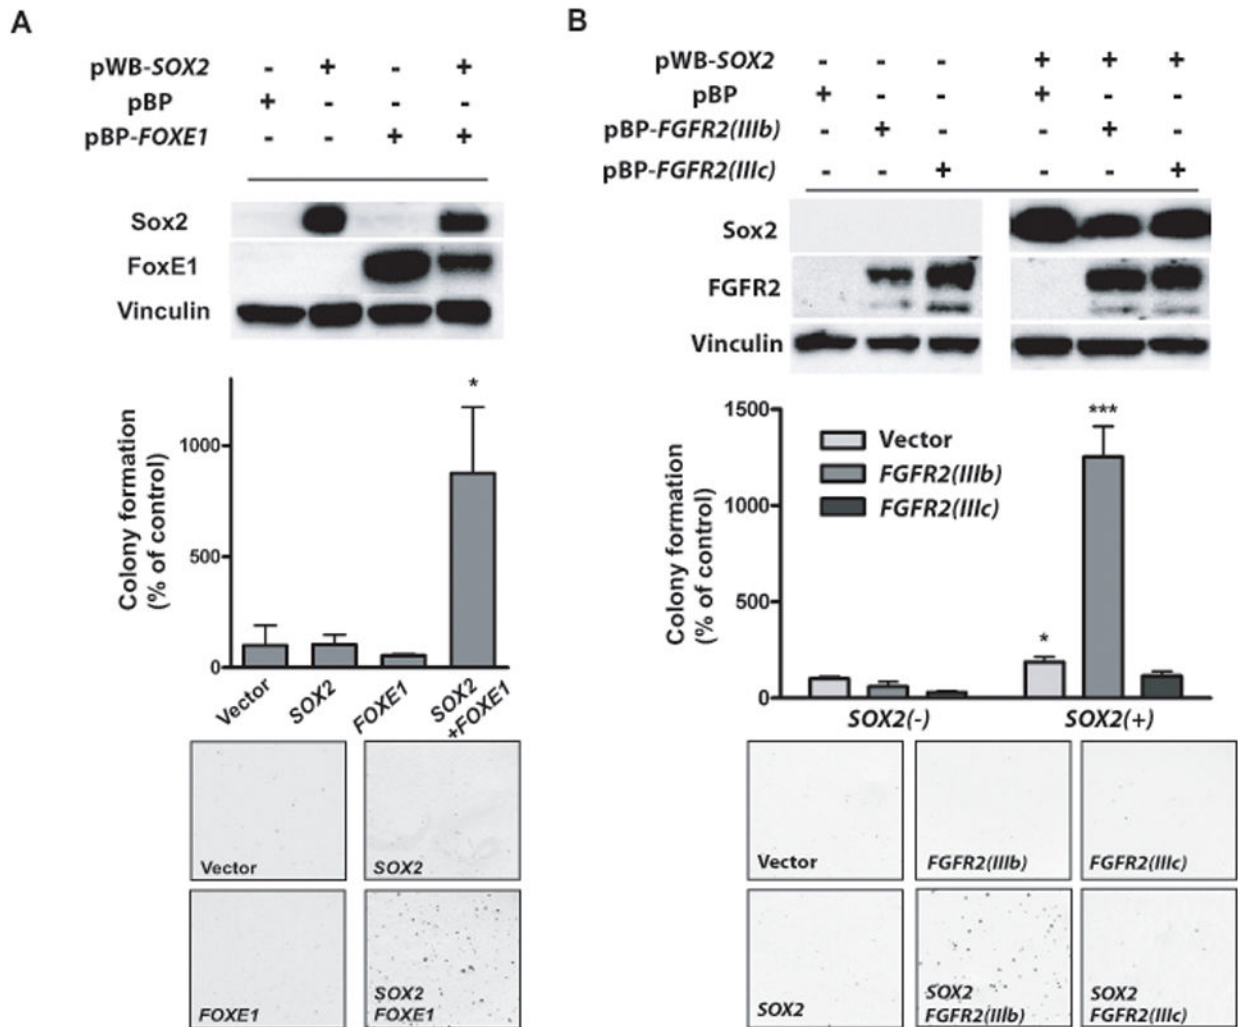 A
pWB-SOX2 - + - +
pBP + - - -
pBP-FOXE1 - - + +
Sox2
FoxE1
Vinculin
Colony formation
(% of control)
1000
500
0
*
Vector
SOX2
FOXE1
SOX2
+FOXE1
Vector
SOX2
FOXE1
SOX2
FOXE1
B
pWB-SOX2 - - - + + +
pBP + - - + - -
pBP-FGFR2(IIIb) - + - - + -
pBP-FGFR2(IIIc) - - + - - +
Sox2
FGFR2
Vinculin
Colony formation
(% of control)
1500
1000
500
0
Vector
FGFR2(IIIb)
FGFR2(IIIc)
*
***
SOX2(-)
SOX2(+)
Vector
FGFR2(IIIb)
FGFR2(IIIc)
SOX2
SOX2
FGFR2(IIIb)
SOX2
FGFR2(IIIc)